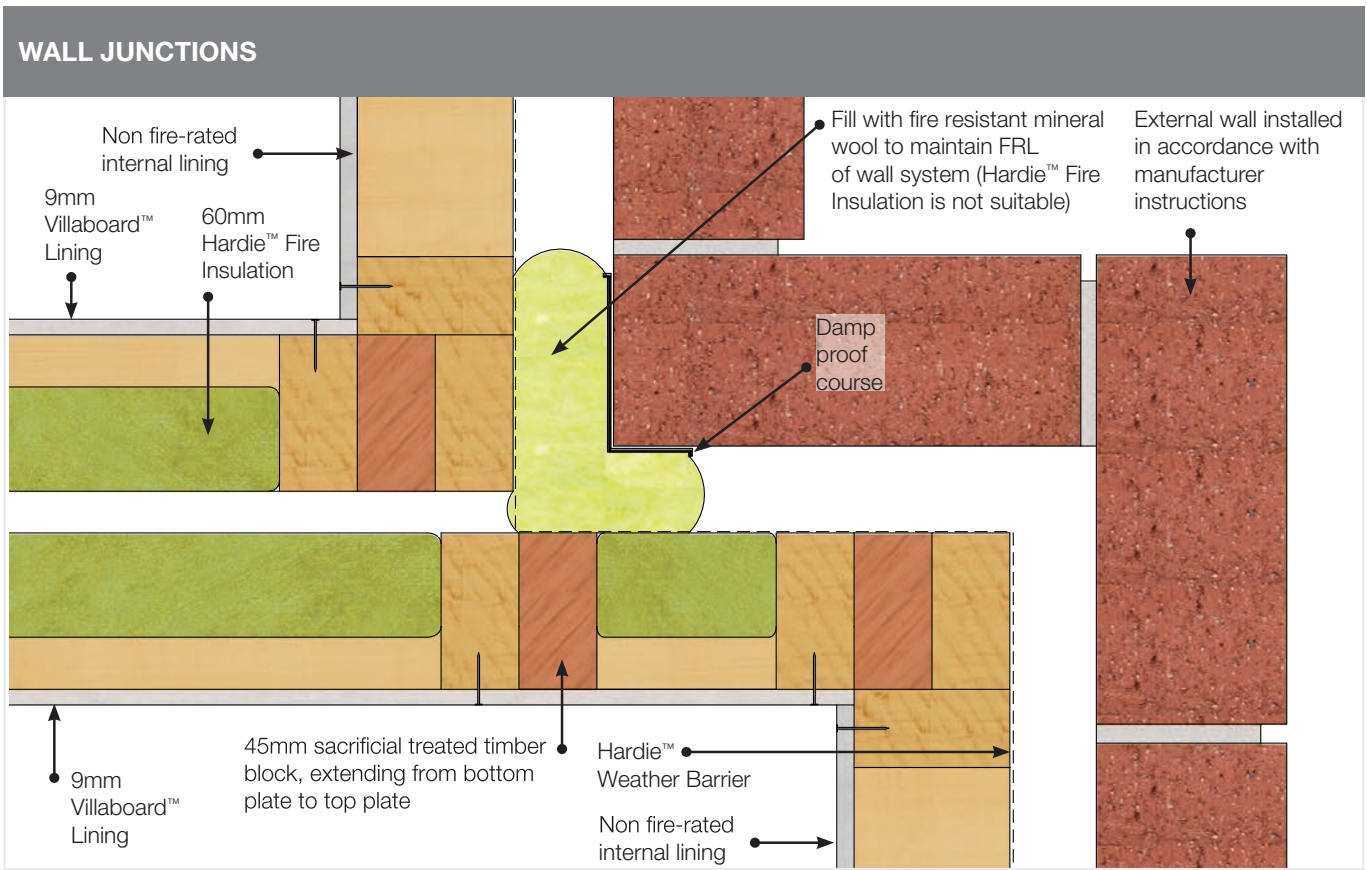 WALL JUNCTIONS
Non fire-rated
internal lining
9mm
Villaboard™
Lining
60mm
Hardie™ Fire
Insulation
Fill with fire resistant mineral
wool to maintain FRL
of wall system (Hardie™ Fire
Insulation is not suitable)
External wall installed
in accordance with
manufacturer
instructions
Damp
proof
course
9mm
Villaboard™
Lining
45mm sacrificial treated timber
block, extending from bottom
plate to top plate
Hardie™
Weather Barrier
Non fire-rated
internal lining